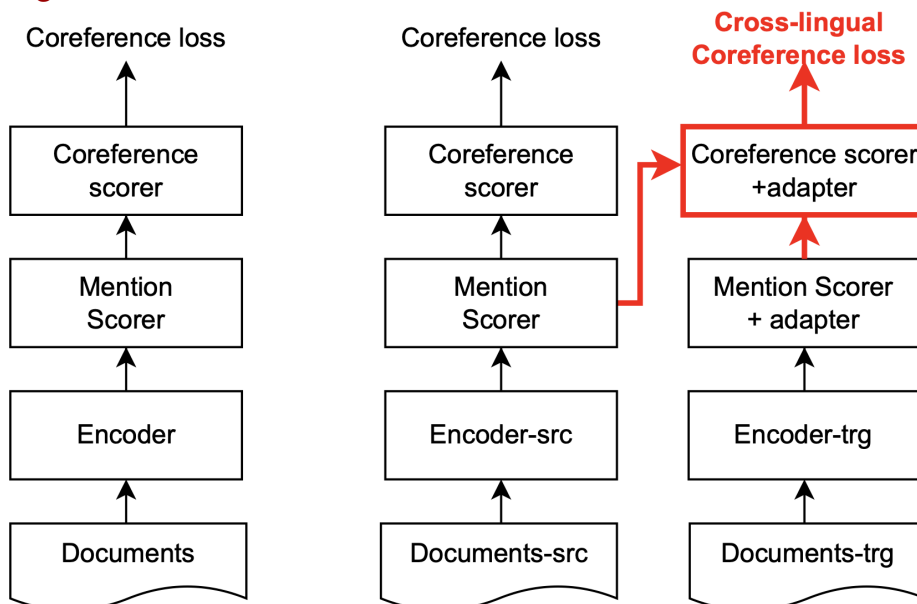 Coreference loss
Coreference
scorer
Mention
Scorer
Encoder
Documents
Coreference loss
Coreference
scorer
Mention
Scorer
Encoder-src
Documents-src
Cross-lingual
Coreference loss
Coreference scorer
+adapter
Mention Scorer
+ adapter
Encoder-trg
Documents-trg